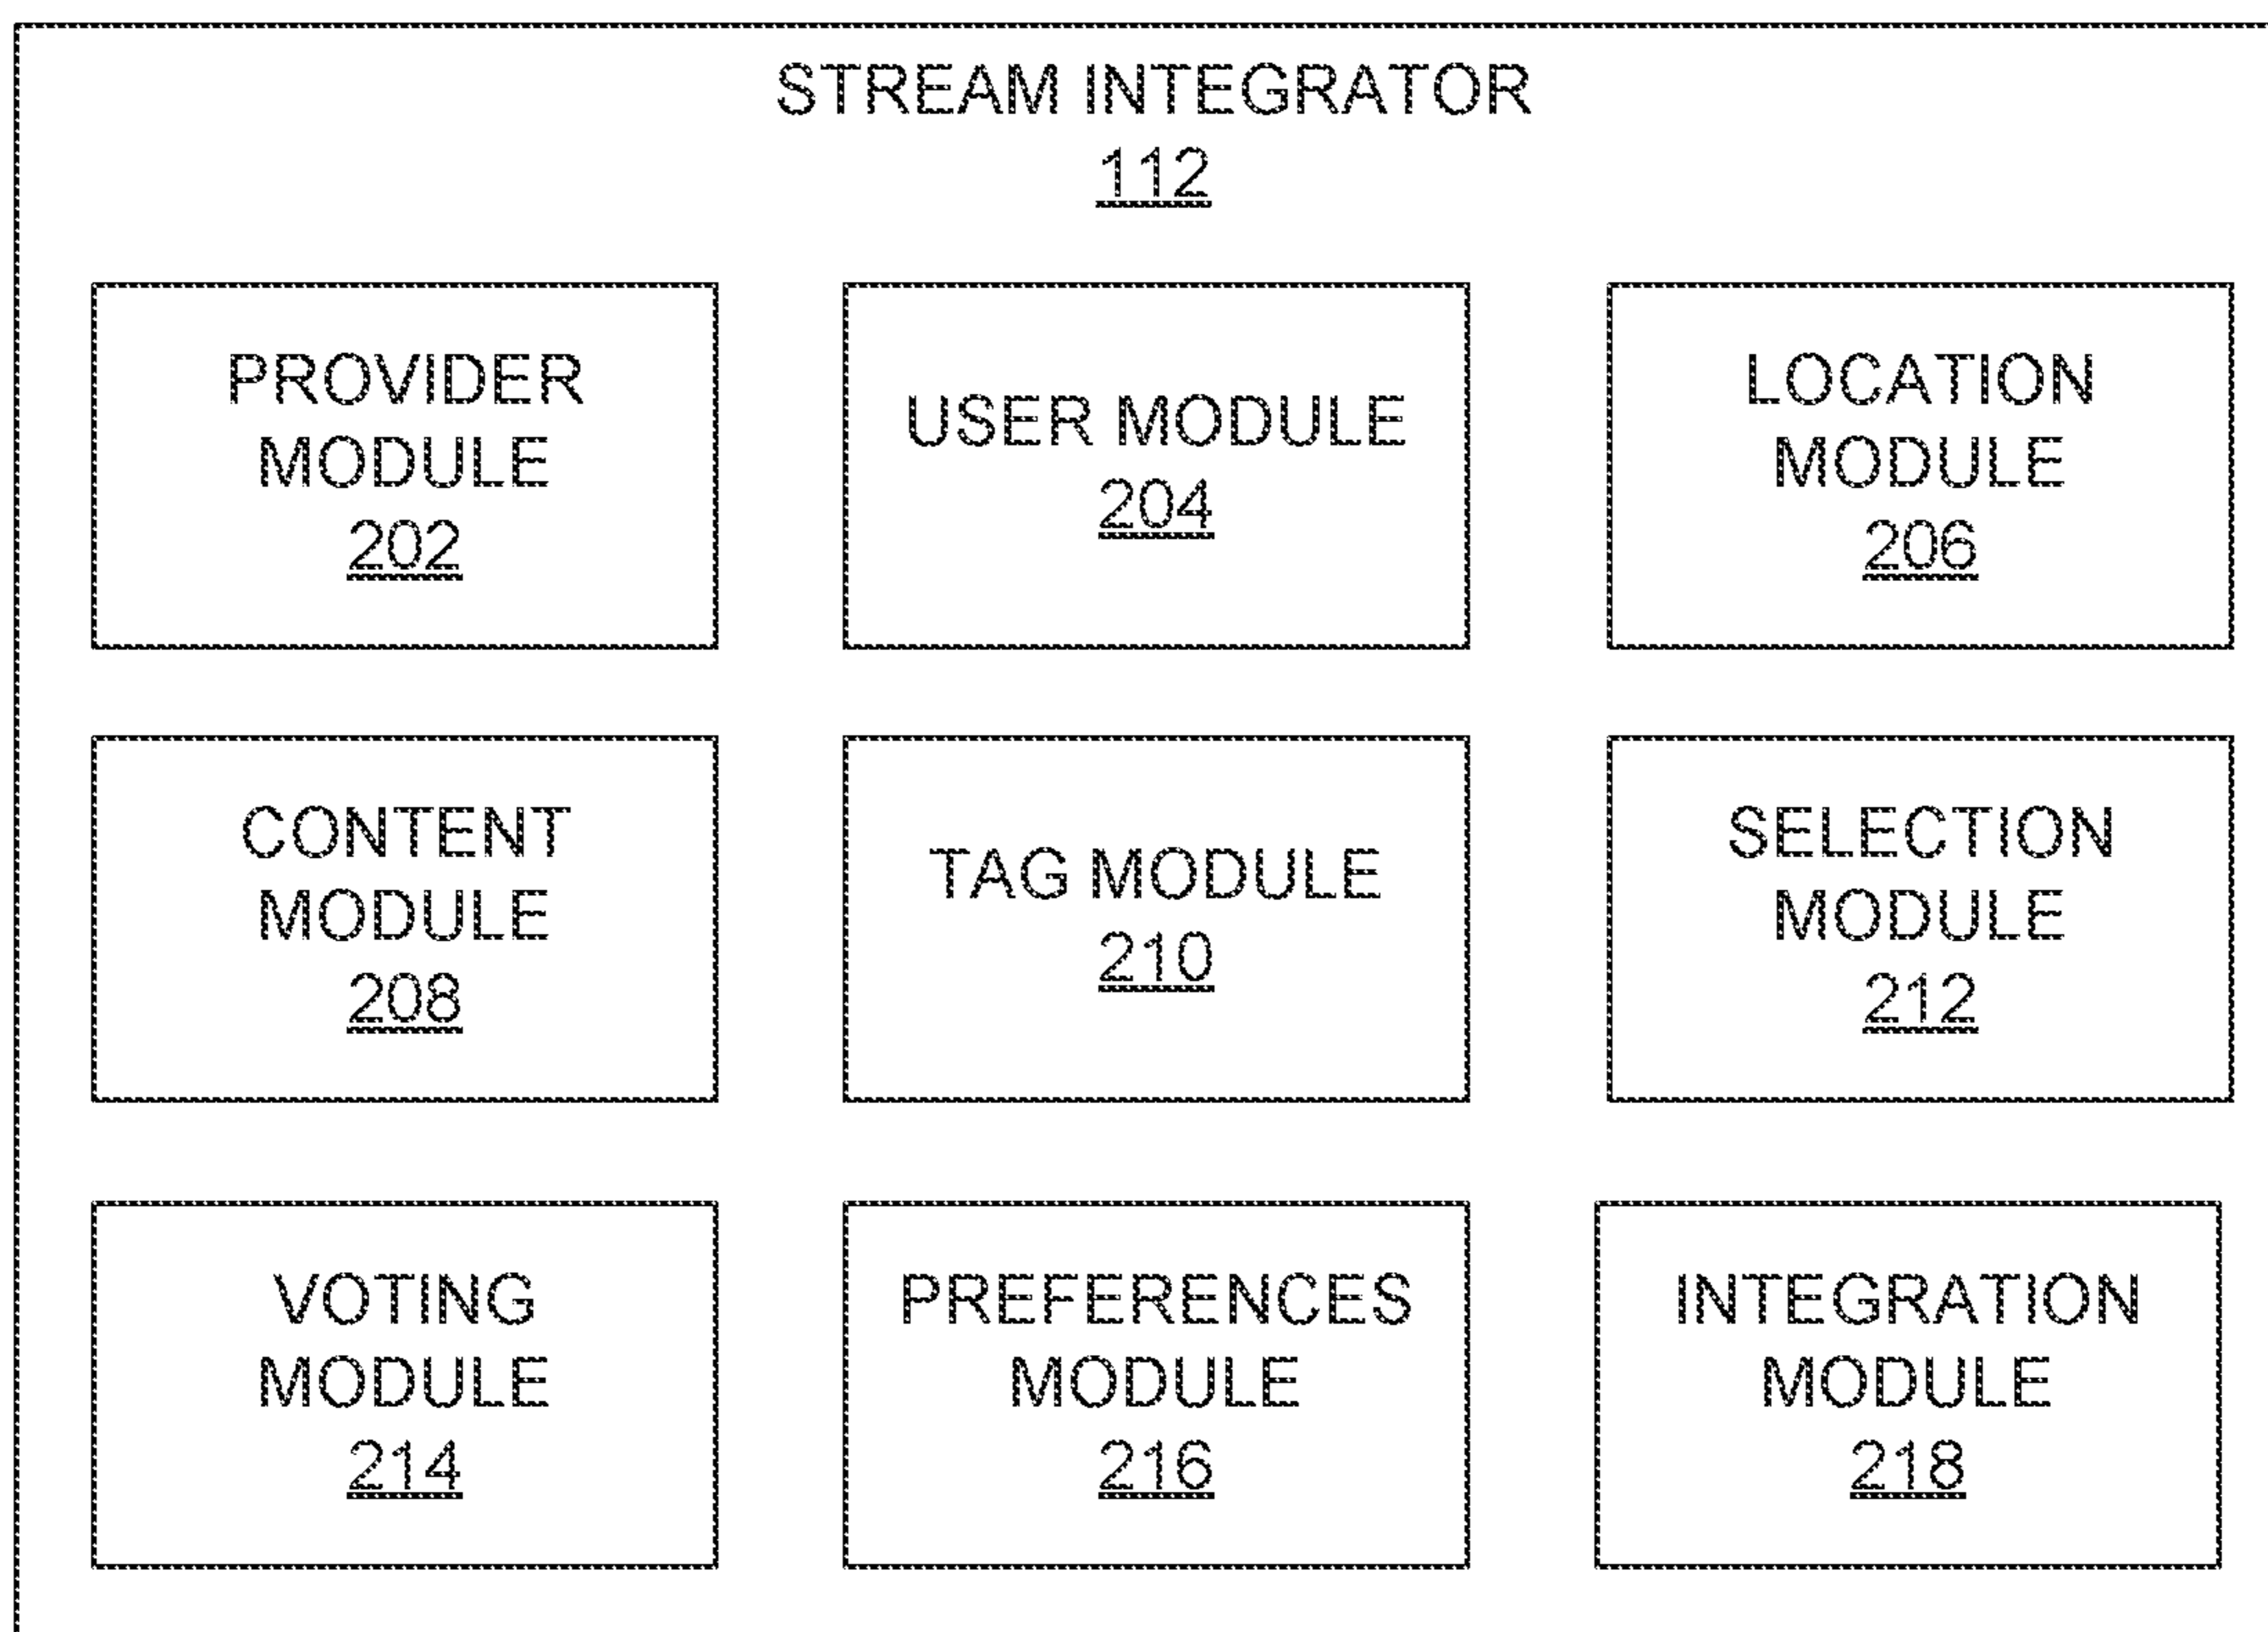 STREAM INTEGRATOR
112
PROVIDER
MODULE
202
USER MODULE
204
LOCATION
MODULE
206
CONTENT
MODULE
208
TAG MODULE
210
SELECTION
MODULE
212
VOTING
MODULE
214
PREFERENCES
MODULE
216
INTEGRATION
MODULE
218